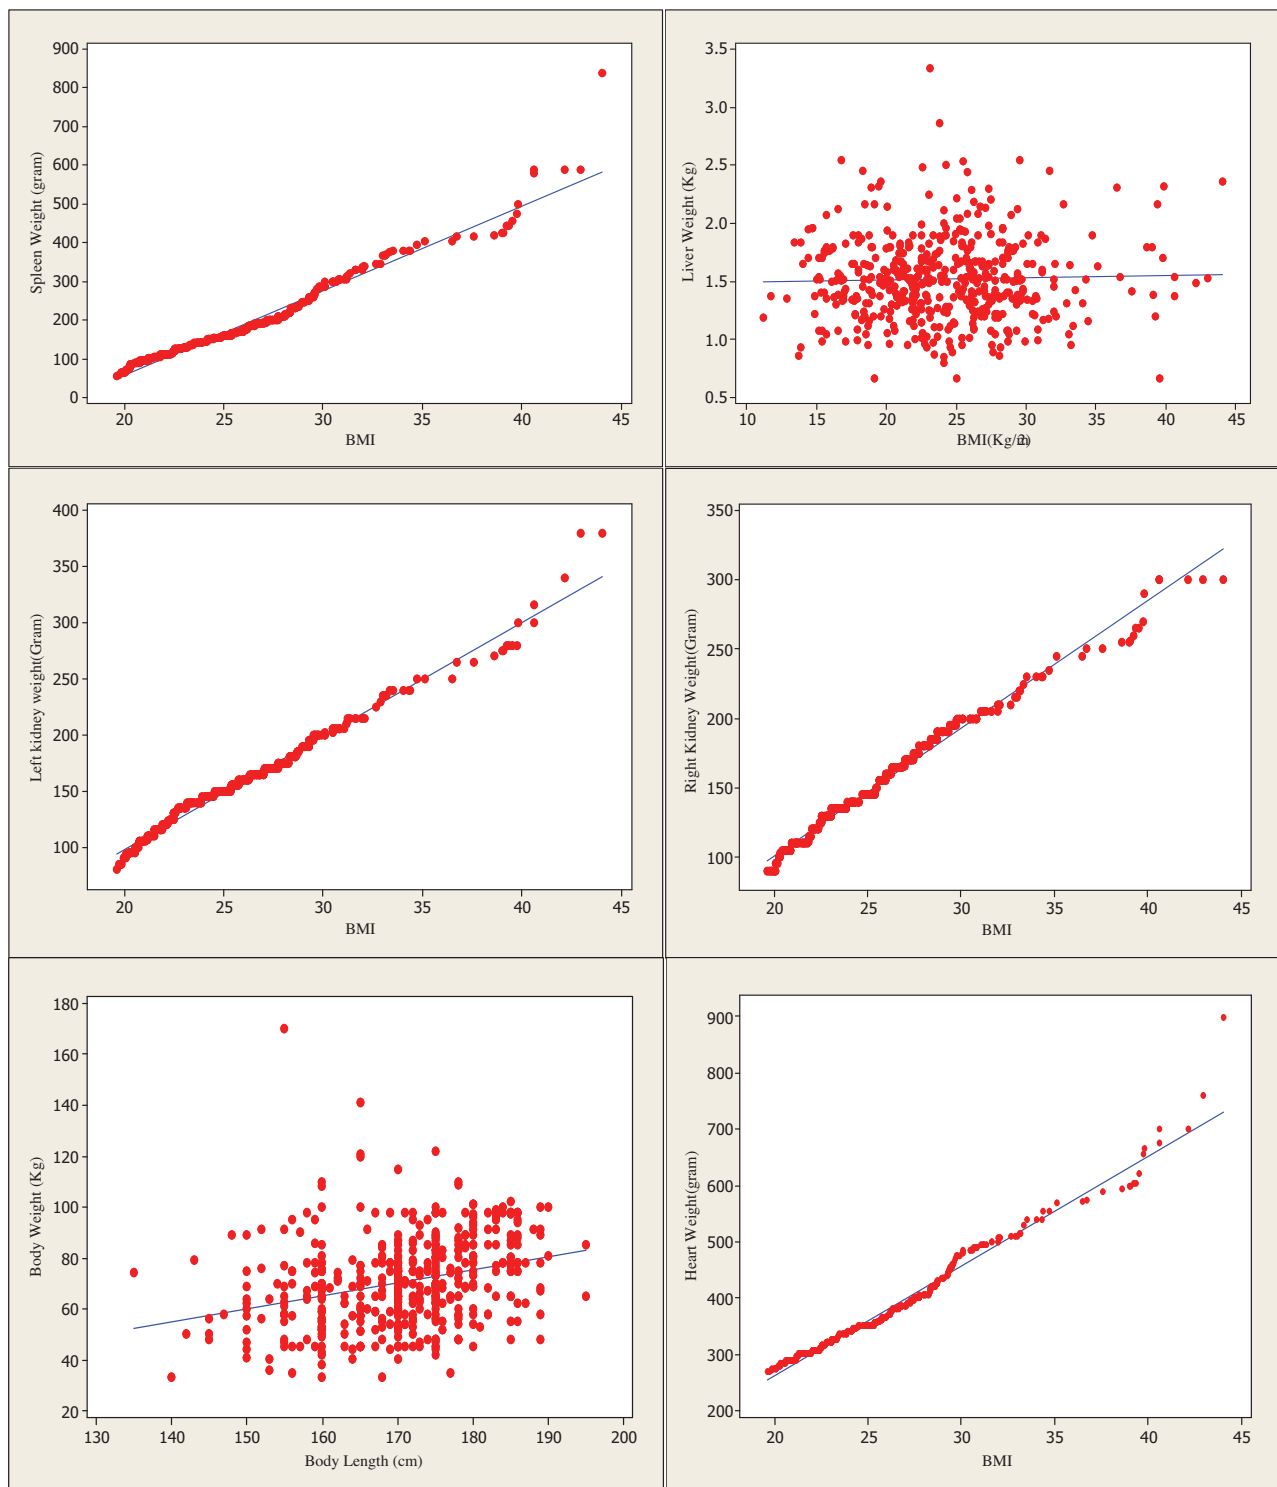 900
800
700
600
500
400
300
200
100
0
Spleen Weight (gram)
20 25 30 35 40 45
BMI
3.5
3.0
2.5
2.0
1.5
1.0
0.5
Liver Weight (Kg)
10 15 20 25 30 35 40 45
BMI(Kg/m2)
400
350
300
250
200
150
100
Left kidney weight(Gram)
20 25 30 35 40 45
BMI
350
300
250
200
150
100
Right Kidney Weight(Gram)
20 25 30 35 40 45
BMI
180
160
140
120
100
80
60
40
20
Body Weight (Kg)
130 140 150 160 170 180 190 200
Body Length (cm)
900
800
700
600
500
400
300
200
Heart Weight(gram)
20 25 30 35 40 45
BMI